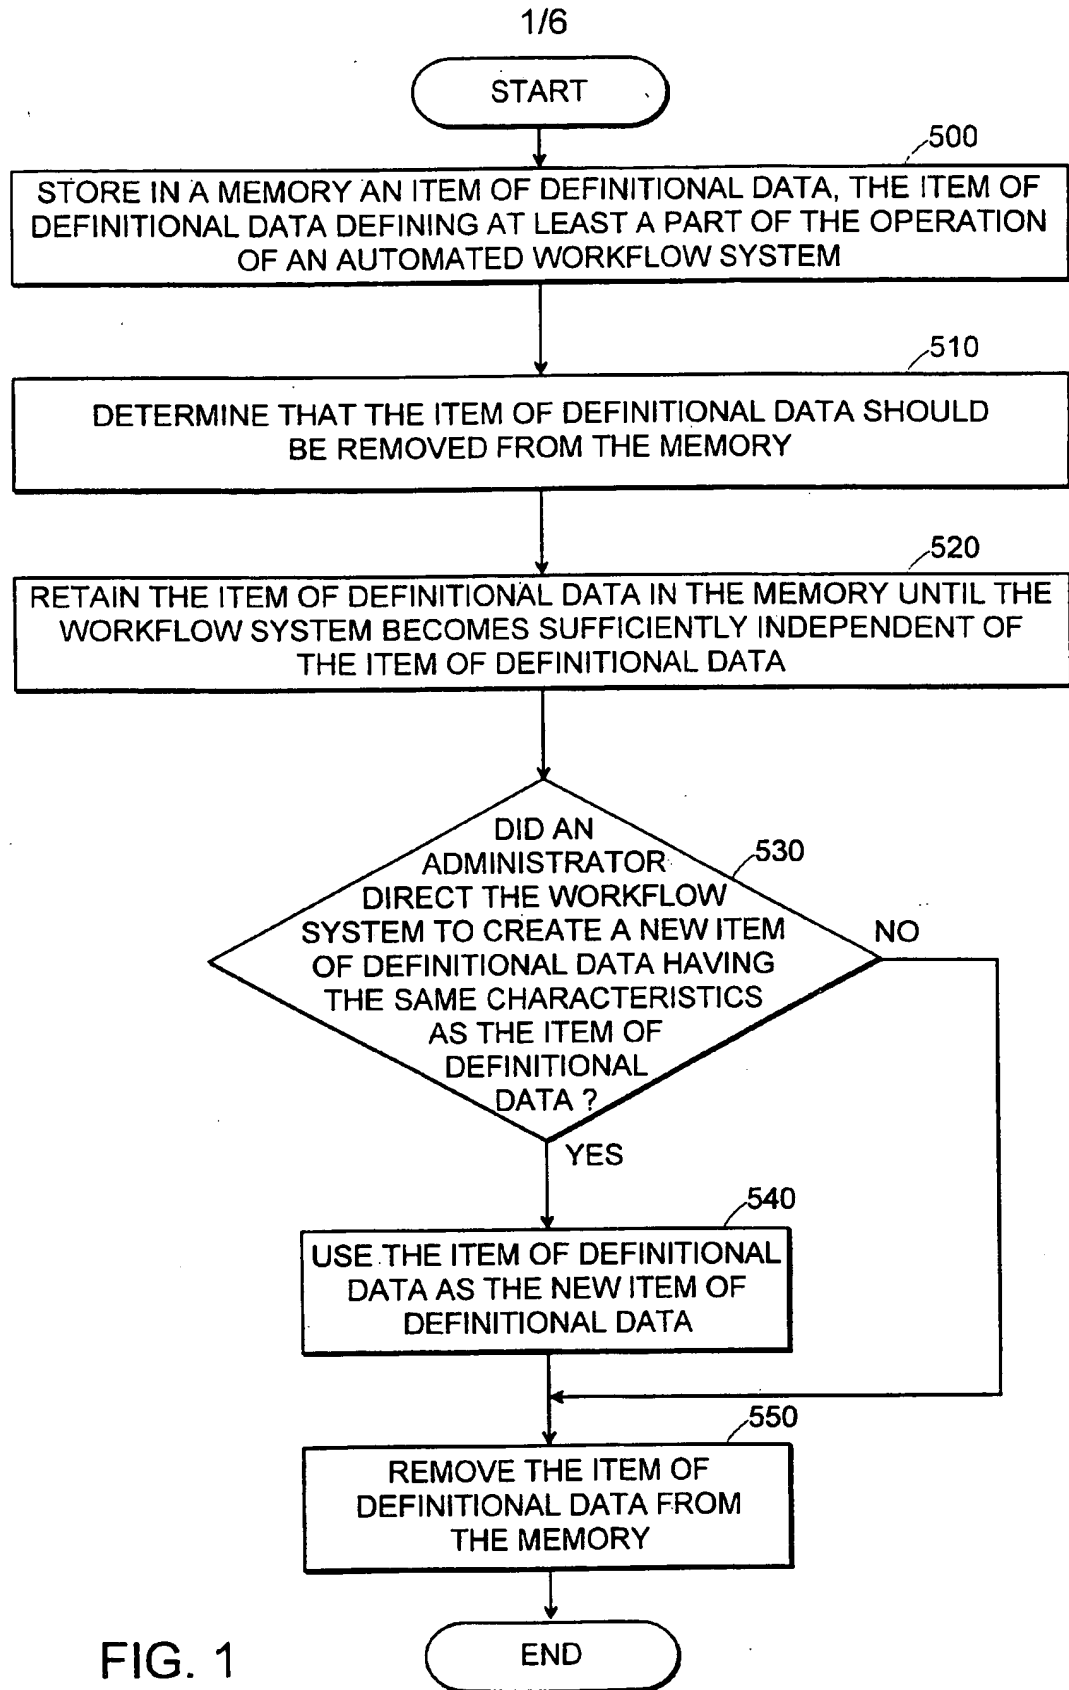 1/6
START
500
STORE IN A MEMORY AN ITEM OF DEFINITIONAL DATA, THE ITEM OF
DEFINITIONAL DATA DEFINING AT LEAST A PART OF THE OPERATION
OF AN AUTOMATED WORKFLOW SYSTEM
510
DETERMINE THAT THE ITEM OF DEFINITIONAL DATA SHOULD
BE REMOVED FROM THE MEMORY
520
RETAIN THE ITEM OF DEFINITIONAL DATA IN THE MEMORY UNTIL THE
WORKFLOW SYSTEM BECOMES SUFFICIENTLY INDEPENDENT OF
THE ITEM OF DEFINITIONAL DATA
530
DID AN
ADMINISTRATOR
DIRECT THE WORKFLOW
SYSTEM TO CREATE A NEW ITEM
OF DEFINITIONAL DATA HAVING
THE SAME CHARACTERISTICS
AS THE ITEM OF
DEFINITIONAL
DATA ?
NO
YES
540
USE THE ITEM OF DEFINITIONAL
DATA AS THE NEW ITEM OF
DEFINITIONAL DATA
550
REMOVE THE ITEM OF
DEFINITIONAL DATA FROM
THE MEMORY
END
FIG. 1